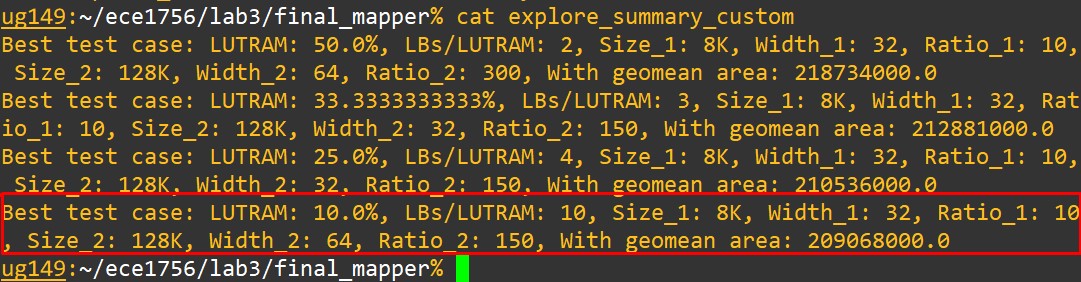 ug149:~/ece1756/lab3/final_mapper% cat explore_summary_custom
Best test case: LUTRAM: 50.0%, LBs/LUTRAM: 2, Size_1: 8K, Width_1: 32, Ratio_1: 10,
 Size_2: 128K, Width_2: 64, Ratio_2: 300, With geomean area: 218734000.0
Best test case: LUTRAM: 33.3333333333%, LBs/LUTRAM: 3, Size_1: 8K, Width_1: 32, Rat
io_1: 10, Size_2: 128K, Width_2: 32, Ratio_2: 150, With geomean area: 212881000.0
Best test case: LUTRAM: 25.0%, LBs/LUTRAM: 4, Size_1: 8K, Width_1: 32, Ratio_1: 10,
 Size_2: 128K, Width_2: 32, Ratio_2: 150, With geomean area: 210536000.0
Best test case: LUTRAM: 10.0%, LBs/LUTRAM: 10, Size_1: 8K, Width_1: 32, Ratio_1: 10
, Size_2: 128K, Width_2: 64, Ratio_2: 150, With geomean area: 209068000.0
ug149:~/ece1756/lab3/final_mapper%